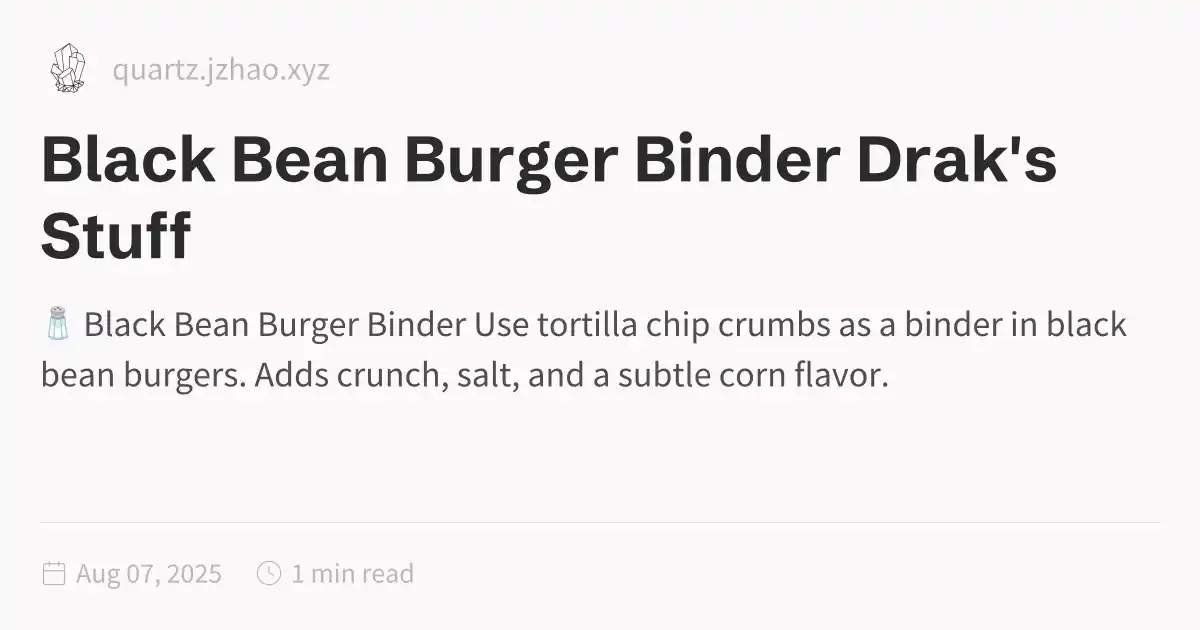 quartz.jzhao.xyz
Black Bean Burger Binder Drak's
Stuff
🧂 Black Bean Burger Binder Use tortilla chip crumbs as a binder in black
bean burgers. Adds crunch, salt, and a subtle corn flavor.
Aug 07, 2025
1 min read